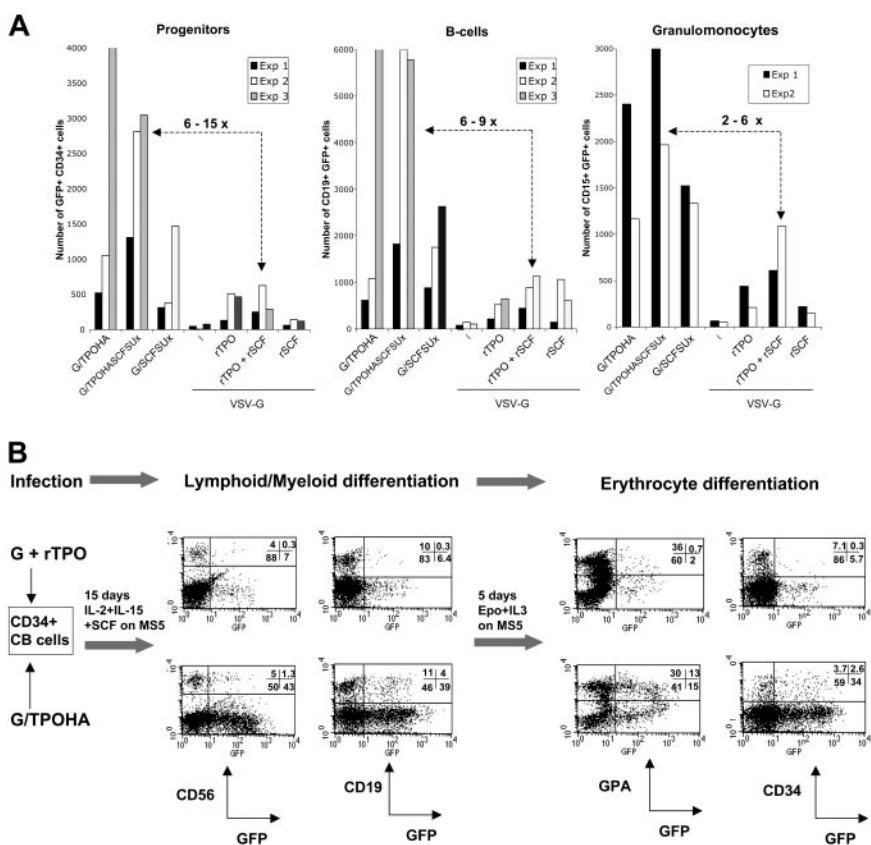 A
Progenitors
B-cells
Granulomonocytes
Number of GFP+ CD34+ cells
4000
3500
3000
2500
2000
1500
1000
500
0
Exp 1
Exp 2
Exp 3
6 - 15 x
G/TPOHA
G/TPOHASCFSUx
G/SCFSUx
rTPO
rTPO + rSCF
rSCF
VSV-G
Number of CD19+ GFP+ cells
6000
5000
4000
3000
2000
1000
0
Exp 1
Exp 2
Exp 3
6 - 9 x
G/TPOHA
G/TPOHASCFSUx
G/SCFSUx
rTPO
rTPO + rSCF
rSCF
VSV-G
Number of CD15+ GFP+ cells
3000
2500
2000
1500
1000
500
0
Exp 1
Exp2
2 - 6 x
G/TPOHA
G/TPOHASCFSUx
G/SCFSUx
rTPO
rTPO + rSCF
rSCF
VSV-G
B
Infection
Lymphoid/Myeloid differentiation
Erythrocyte differentiation
G + rTPO
CD34+
CB cells
G/TPOHA
15 days
IL-2+IL-15
+SCF on MS5
5 days
Epo+IL3
on MS5
4 0.3
88 7
10 0.3
83 6.4
36 0.7
60 2
7.1 0.3
86 5.7
5 1.3
50 43
11 4
46 39
30 13
41 15
3.7 2.6
59 34
10⁰ 10¹ 10² 10³ 10⁴
GFP
CD56
GFP
CD19
GFP
GPA
GFP
CD34
GFP